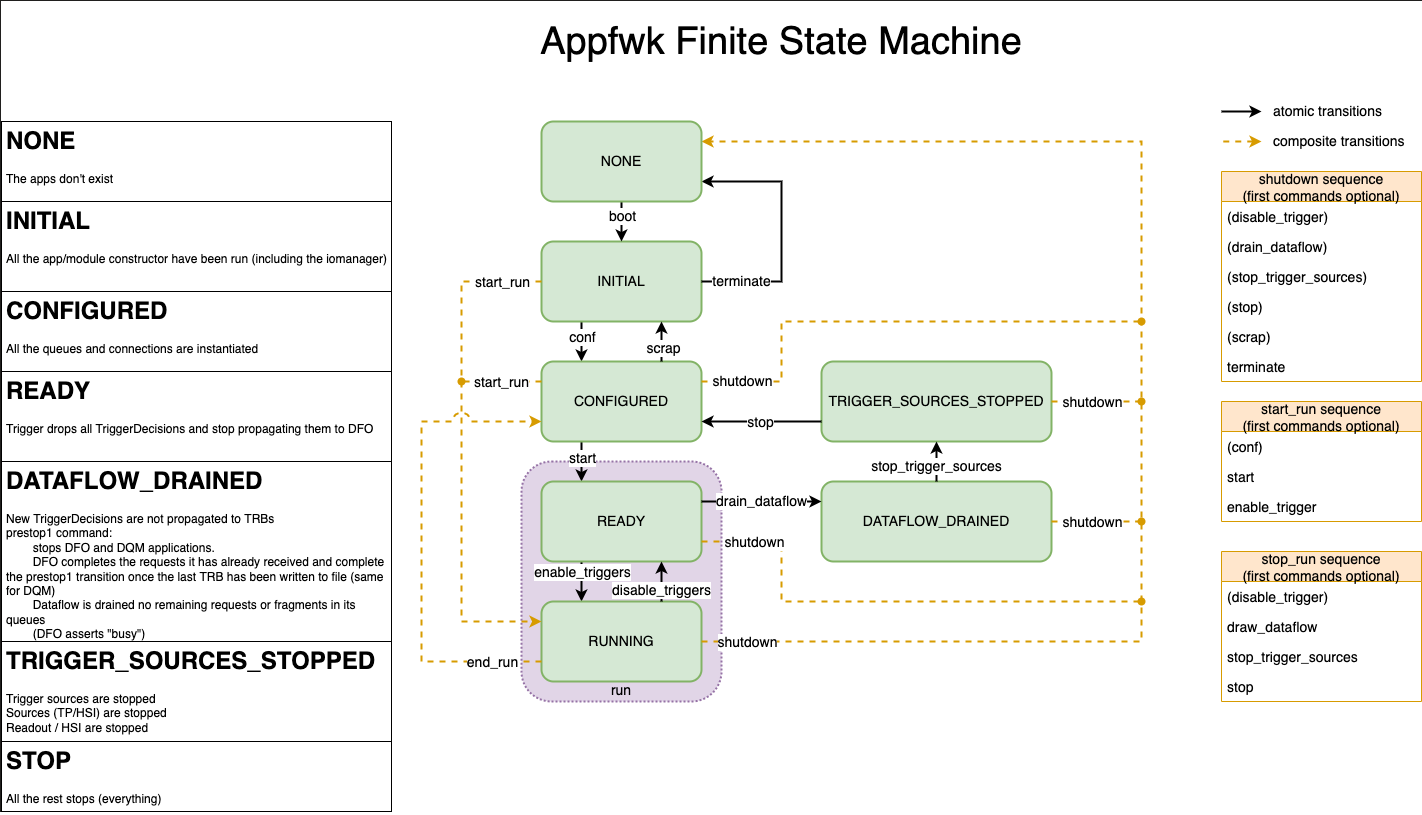 Appfwk Finite State Machine
NONE
The apps don't exist
INITIAL
All the app/module constructor have been run (including the iomanager)
CONFIGURED
All the queues and connections are instantiated
READY
Trigger drops all TriggerDecisions and stop propagating them to DFO
DATAFLOW_DRAINED
New TriggerDecisions are not propagated to TRBs
prestop1 command:
stops DFO and DQM applications.
DFO completes the requests it has already received and complete
the prestop1 transition once the last TRB has been written to file (same
for DQM)
Dataflow is drained no remaining requests or fragments in its
queues
(DFO asserts "busy")
TRIGGER_SOURCES_STOPPED
Trigger sources are stopped
Sources (TP/HSI) are stopped
Readout / HSI are stopped
STOP
All the rest stops (everything)
NONE
boot
INITIAL
terminate
start_run
conf
scrap
start_run
CONFIGURED
shutdown
TRIGGER_SOURCES_STOPPED
shutdown
stop
start
stop_trigger_sources
READY
drain_dataflow
DATAFLOW_DRAINED
shutdown
shutdown
enable_triggers
disable_triggers
RUNNING
shutdown
end_run
run
atomic transitions
composite transitions
shutdown sequence
(first commands optional)
(disable_trigger)
(drain_dataflow)
(stop_trigger_sources)
(stop)
(scrap)
terminate
start_run sequence
(first commands optional)
(conf)
start
enable_trigger
stop_run sequence
(first commands optional)
(disable_trigger)
draw_dataflow
stop_trigger_sources
stop